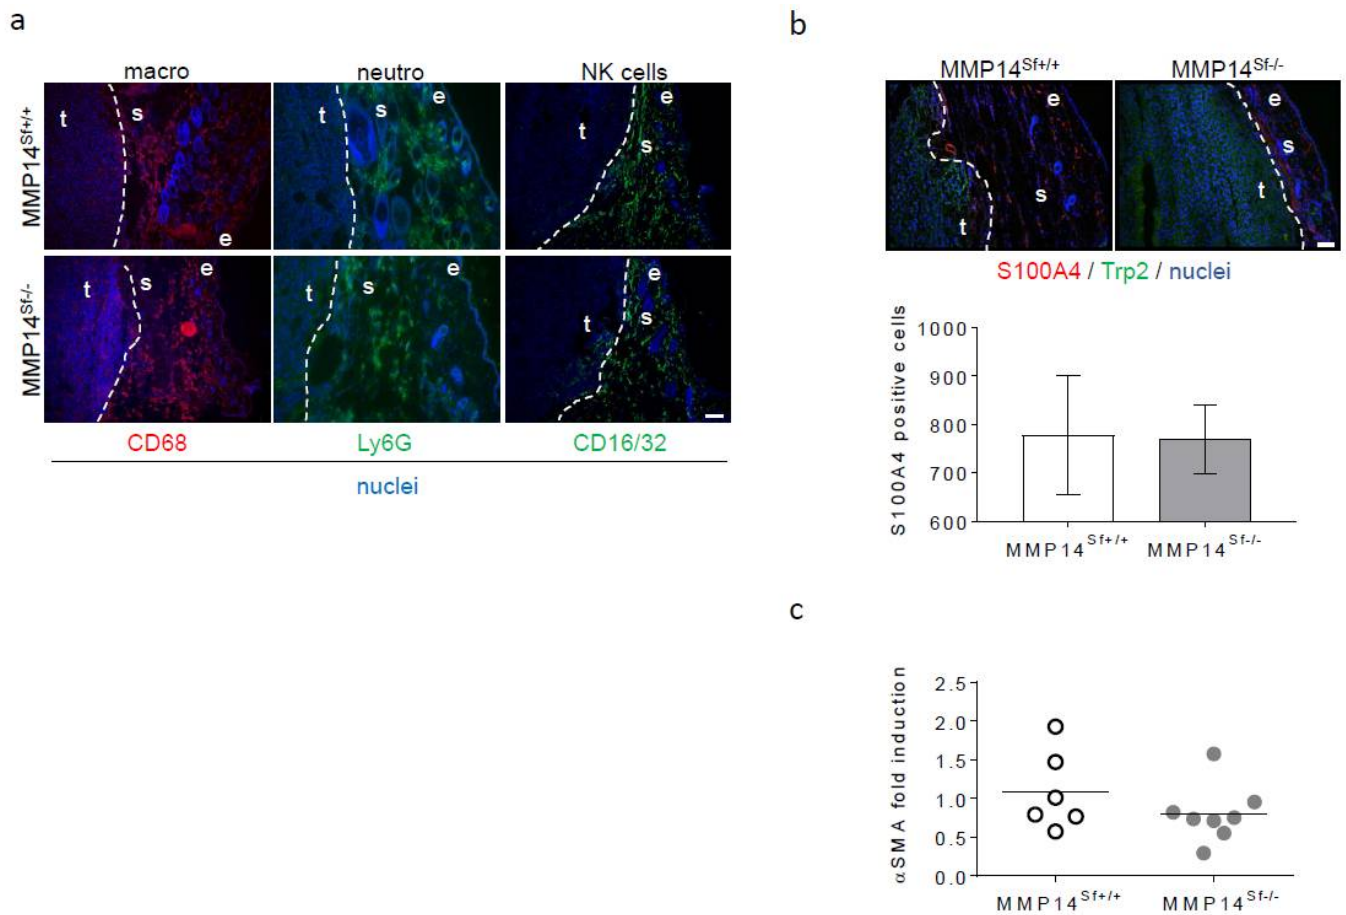 a
macro neutro NK cells
MMP14Sf+/+
t s e
t s e
t s e
MMP14Sf-/-
t s e
t s e
t s e
CD68 Ly6G CD16/32
nuclei
b
MMP14Sf+/+ MMP14Sf-/-
t s e
t s e
S100A4 / Trp2 / nuclei
S100A4 positive cells
1000
900
800
700
600
MMP14Sf+/+ MMP14Sf-/-
c
αSMA fold induction
2.5
2.0
1.5
1.0
0.5
0.0
MMP14Sf+/+ MMP14Sf-/-